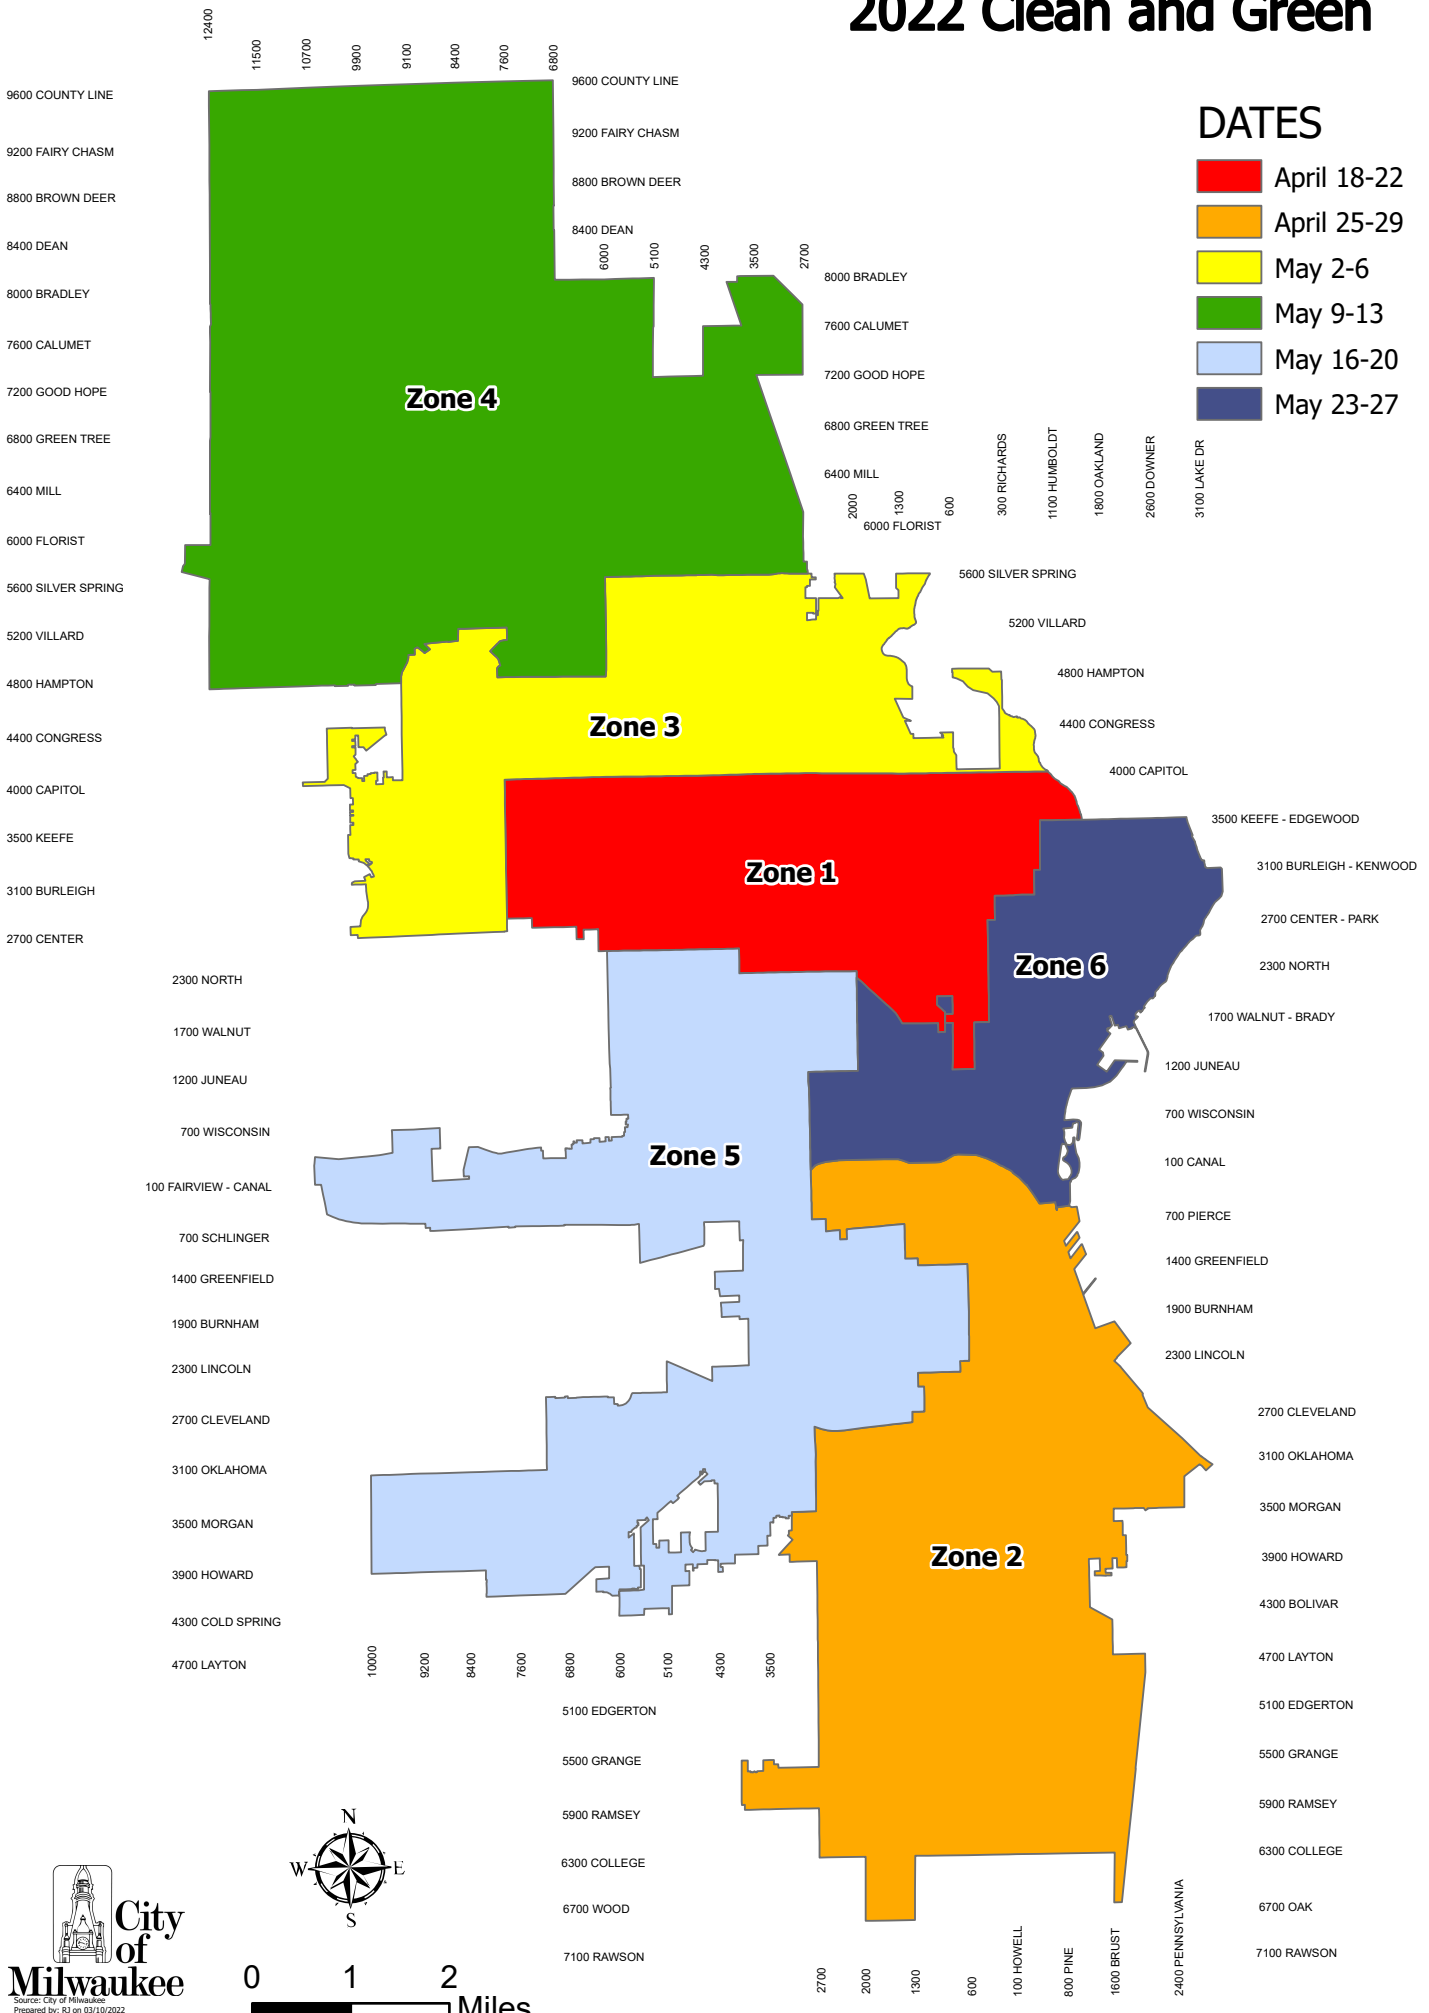 2022 Clean and Green
12400
11500
10700
9900
9100
8400
7600
6800
9600 COUNTY LINE
9200 FAIRY CHASM
8800 BROWN DEER
8400 DEAN
8000 BRADLEY
7600 CALUMET
7200 GOOD HOPE
6800 GREEN TREE
6400 MILL
6000 FLORIST
5600 SILVER SPRING
5200 VILLARD
4800 HAMPTON
4400 CONGRESS
4000 CAPITOL
3500 KEEFE
3100 BURLEIGH
2700 CENTER
2300 NORTH
1700 WALNUT
1200 JUNEAU
700 WISCONSIN
100 FAIRVIEW - CANAL
700 SCHLINGER
1400 GREENFIELD
1900 BURNHAM
2300 LINCOLN
2700 CLEVELAND
3100 OKLAHOMA
3500 MORGAN
3900 HOWARD
4300 COLD SPRING
4700 LAYTON
9600 COUNTY LINE
9200 FAIRY CHASM
8800 BROWN DEER
8400 DEAN
6000
5100
4300
3500
2700
8000 BRADLEY
7600 CALUMET
7200 GOOD HOPE
6800 GREEN TREE
6400 MILL
2000
1300
600
300 RICHARDS
1100 HUMBOLDT
1800 OAKLAND
2600 DOWNER
3100 LAKE DR
6000 FLORIST
5600 SILVER SPRING
5200 VILLARD
4800 HAMPTON
4400 CONGRESS
4000 CAPITOL
3500 KEEFE - EDGEWOOD
3100 BURLEIGH - KENWOOD
2700 CENTER - PARK
2300 NORTH
1700 WALNUT - BRADY
1200 JUNEAU
700 WISCONSIN
100 CANAL
700 PIERCE
1400 GREENFIELD
1900 BURNHAM
2300 LINCOLN
2700 CLEVELAND
3100 OKLAHOMA
3500 MORGAN
3900 HOWARD
4300 BOLIVAR
4700 LAYTON
5100 EDGERTON
5500 GRANGE
5900 RAMSEY
6300 COLLEGE
6700 OAK
7100 RAWSON
DATES
April 18-22
April 25-29
May 2-6
May 9-13
May 16-20
May 23-27
Zone 4
Zone 3
Zone 1
Zone 6
Zone 5
Zone 2
10000
9200
8400
7600
6800
6000
5100
4300
3500
5100 EDGERTON
5500 GRANGE
5900 RAMSEY
6300 COLLEGE
6700 WOOD
7100 RAWSON
2700
2000
1300
600
100 HOWELL
800 PINE
1600 BRUST
2400 PENNSYLVANIA
N
W
E
S
City
of
Milwaukee
Source: City of Milwaukee
Prepared by: RJ on 03/10/2022
0
1
2
Miles